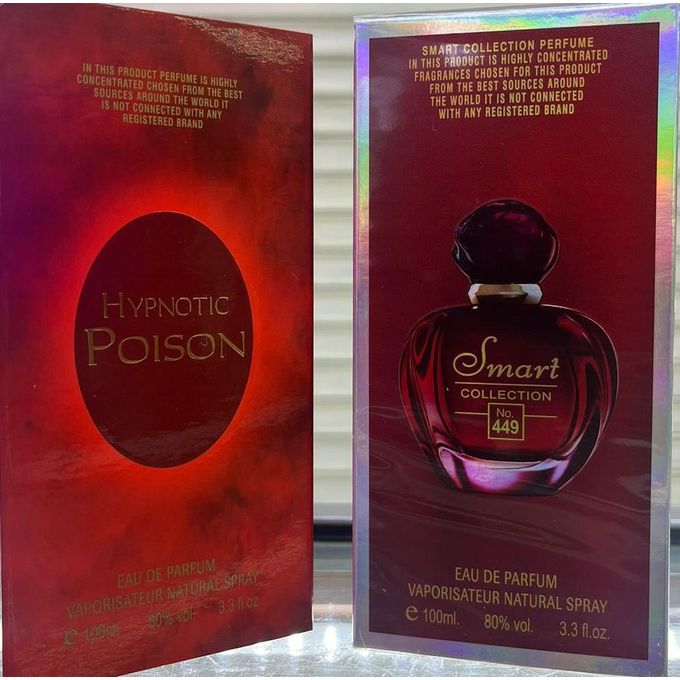 IN THIS PRODUCT PERFUME IS HIGHLY
CONCENTRATED CHOSEN FROM THE BEST
SOURCES AROUND THE WORLD IT
IS NOT CONNECTED WITH ANY
REGISTERED BRAND
HYPNOTIC
POISON
EAU DE PARFUM
VAPORISATEUR NATURAL SPRAY
e 100ml. 80% vol. 3.3 fl.oz
SMART COLLECTION PERFUME
IN THIS PRODUCT IS HIGHLY CONCENTRATED
FRAGRANCES CHOSEN FOR THIS PRODUCT
FROM THE BEST SOURCES AROUND
THE WORLD IT IS NOT CONNECTED
WITH ANY REGISTERED BRAND
Smart
COLLECTION
No.
449
EAU DE PARFUM
VAPORISATEUR NATURAL SPRAY
e 100ml. 80% vol. 3.3 fl.oz.